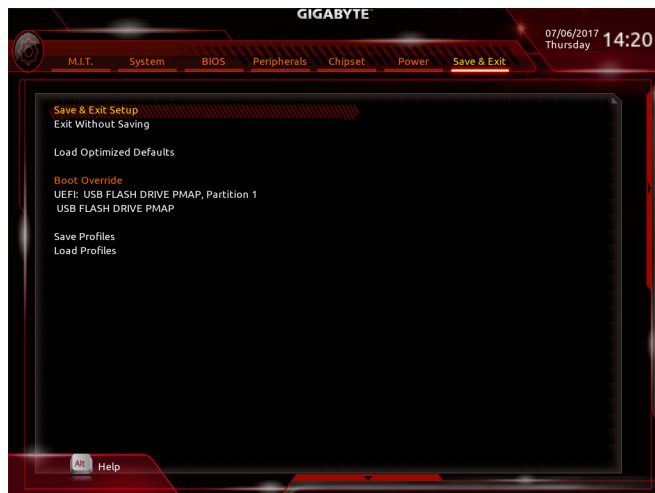 GIGABYTE™
07/06/2017
Thursday
14:20
M.I.T. System BIOS Peripherals Chipset Power Save & Exit
Save & Exit Setup
Exit Without Saving
Load Optimized Defaults
Boot Override
UEFI: USB FLASH DRIVE PMAP, Partition 1
USB FLASH DRIVE PMAP
Save Profiles
Load Profiles
Alt Help